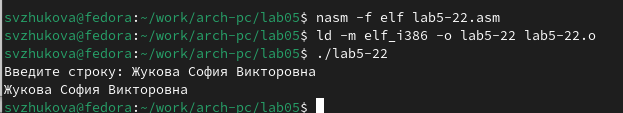 svzhukova@fedora:~/work/arch-pc/lab05$ nasm -f elf lab5-22.asm
svzhukova@fedora:~/work/arch-pc/lab05$ ld -m elf_i386 -o lab5-22 lab5-22.o
svzhukova@fedora:~/work/arch-pc/lab05$ ./lab5-22
Введите строку: Жукова София Викторовна
Жукова София Викторовна
svzhukova@fedora:~/work/arch-pc/lab05$